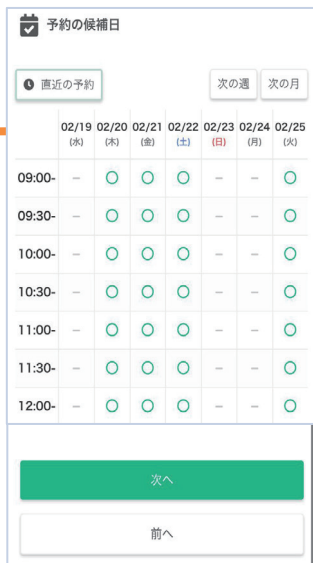 予約の候補日
直近の予約 次の週 次の月
02/19 02/20 02/21 02/22 02/23 02/24 02/25
(水) (木) (金) (土) (日) (月) (火)
09:00- – ○ ○ ○ – – ○
09:30- – ○ ○ ○ – – ○
10:00- – ○ ○ ○ – – ○
10:30- – ○ ○ ○ – – ○
11:00- – ○ ○ ○ – – ○
11:30- – ○ ○ ○ – – ○
12:00- – ○ ○ ○ – – ○
次へ
前へ